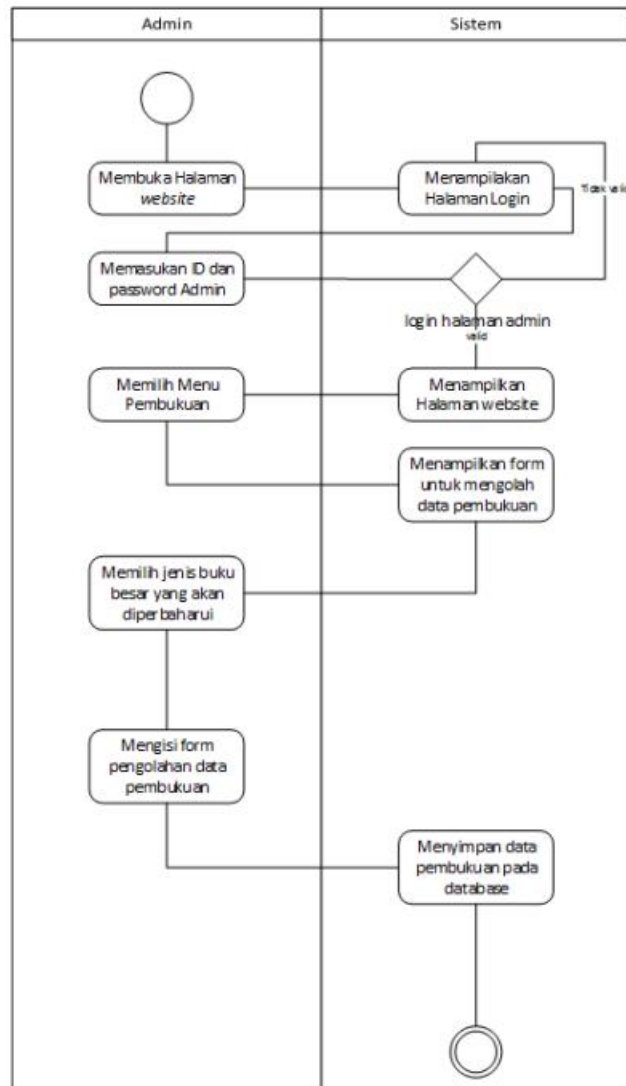 Admin
Sistem
Membuka Halaman
website
Menampilakan
Halaman Login
Tidak valid
Memasukan ID dan
password Admin
login halaman admin
valid
Memilih Menu
Pembukuan
Menampilkan
Halaman website
Menampilkan form
untuk mengolah
data pembukuan
Memilih jenis buku
besar yang akan
diperbaharui
Mengisi form
pengolahan data
pembukuan
Menyimpan data
pembukuan pada
database